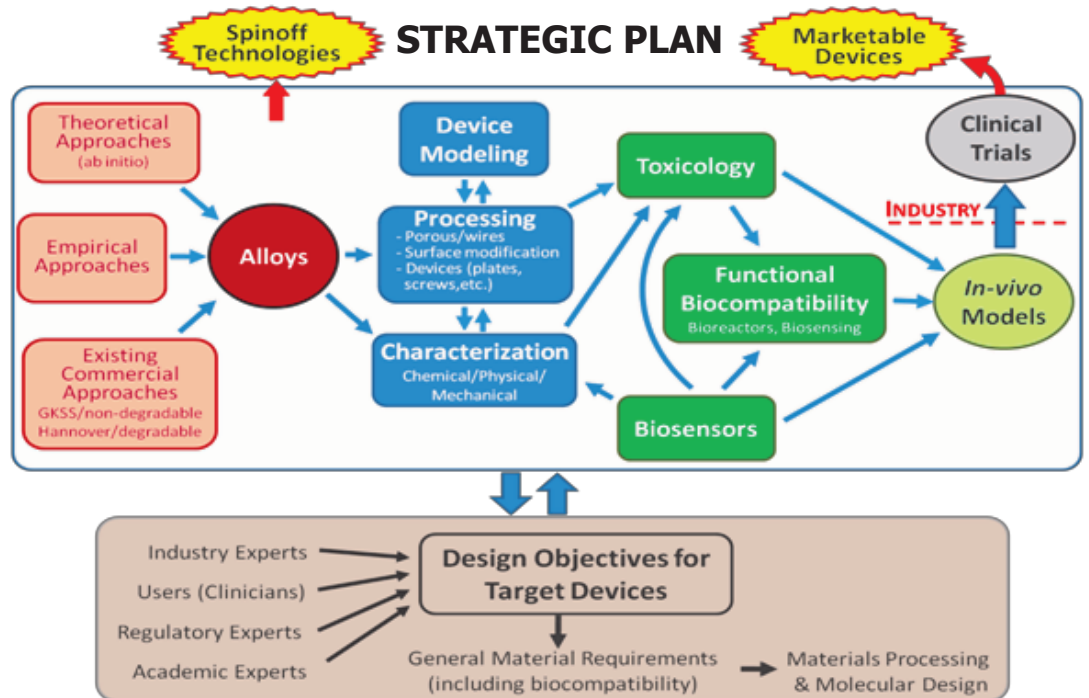 Spinoff
Technologies
STRATEGIC PLAN
Marketable
Devices
Theoretical
Approaches
(ab initio)
Empirical
Approaches
Existing
Commercial
Approaches
GKSS/non-degradable
Hannover/degradable
Alloys
Device
Modeling
Processing
- Porous/wires
- Surface modification
- Devices (plates,
screws,etc.)
Characterization
Chemical/Physical/
Mechanical
Toxicology
Functional
Biocompatibility
Bioreactors, Biosensing
Biosensors
Clinical
Trials
INDUSTRY
In-vivo
Models
Industry Experts
Users (Clinicians)
Regulatory Experts
Academic Experts
Design Objectives for
Target Devices
General Material Requirements
(including biocompatibility)
Materials Processing
& Molecular Design